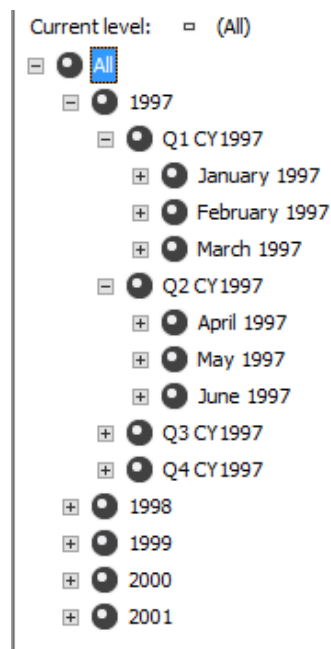 Current level: (All)
All
1997
Q1 CY1997
January 1997
February 1997
March 1997
Q2 CY1997
April 1997
May 1997
June 1997
Q3 CY1997
Q4 CY1997
1998
1999
2000
2001